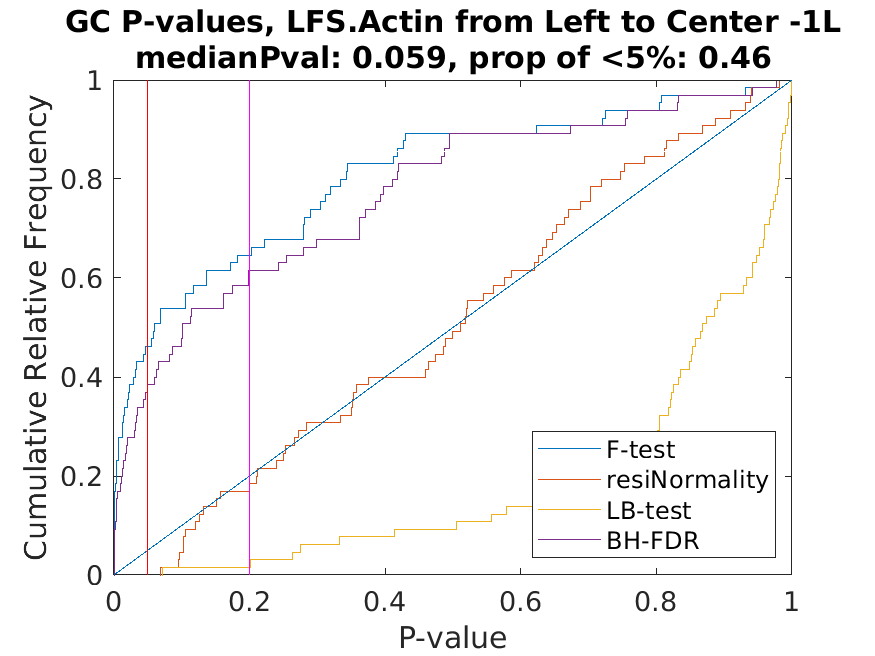 GC P-values, LFS.Actin from Left to Center -1L
medianPval: 0.059, prop of <5%: 0.46
1
0.8
0.6
0.4
0.2
0
Cumulative Relative Frequency
F-test
resiNormality
LB-test
BH-FDR
0 0.2 0.4 0.6 0.8 1
P-value